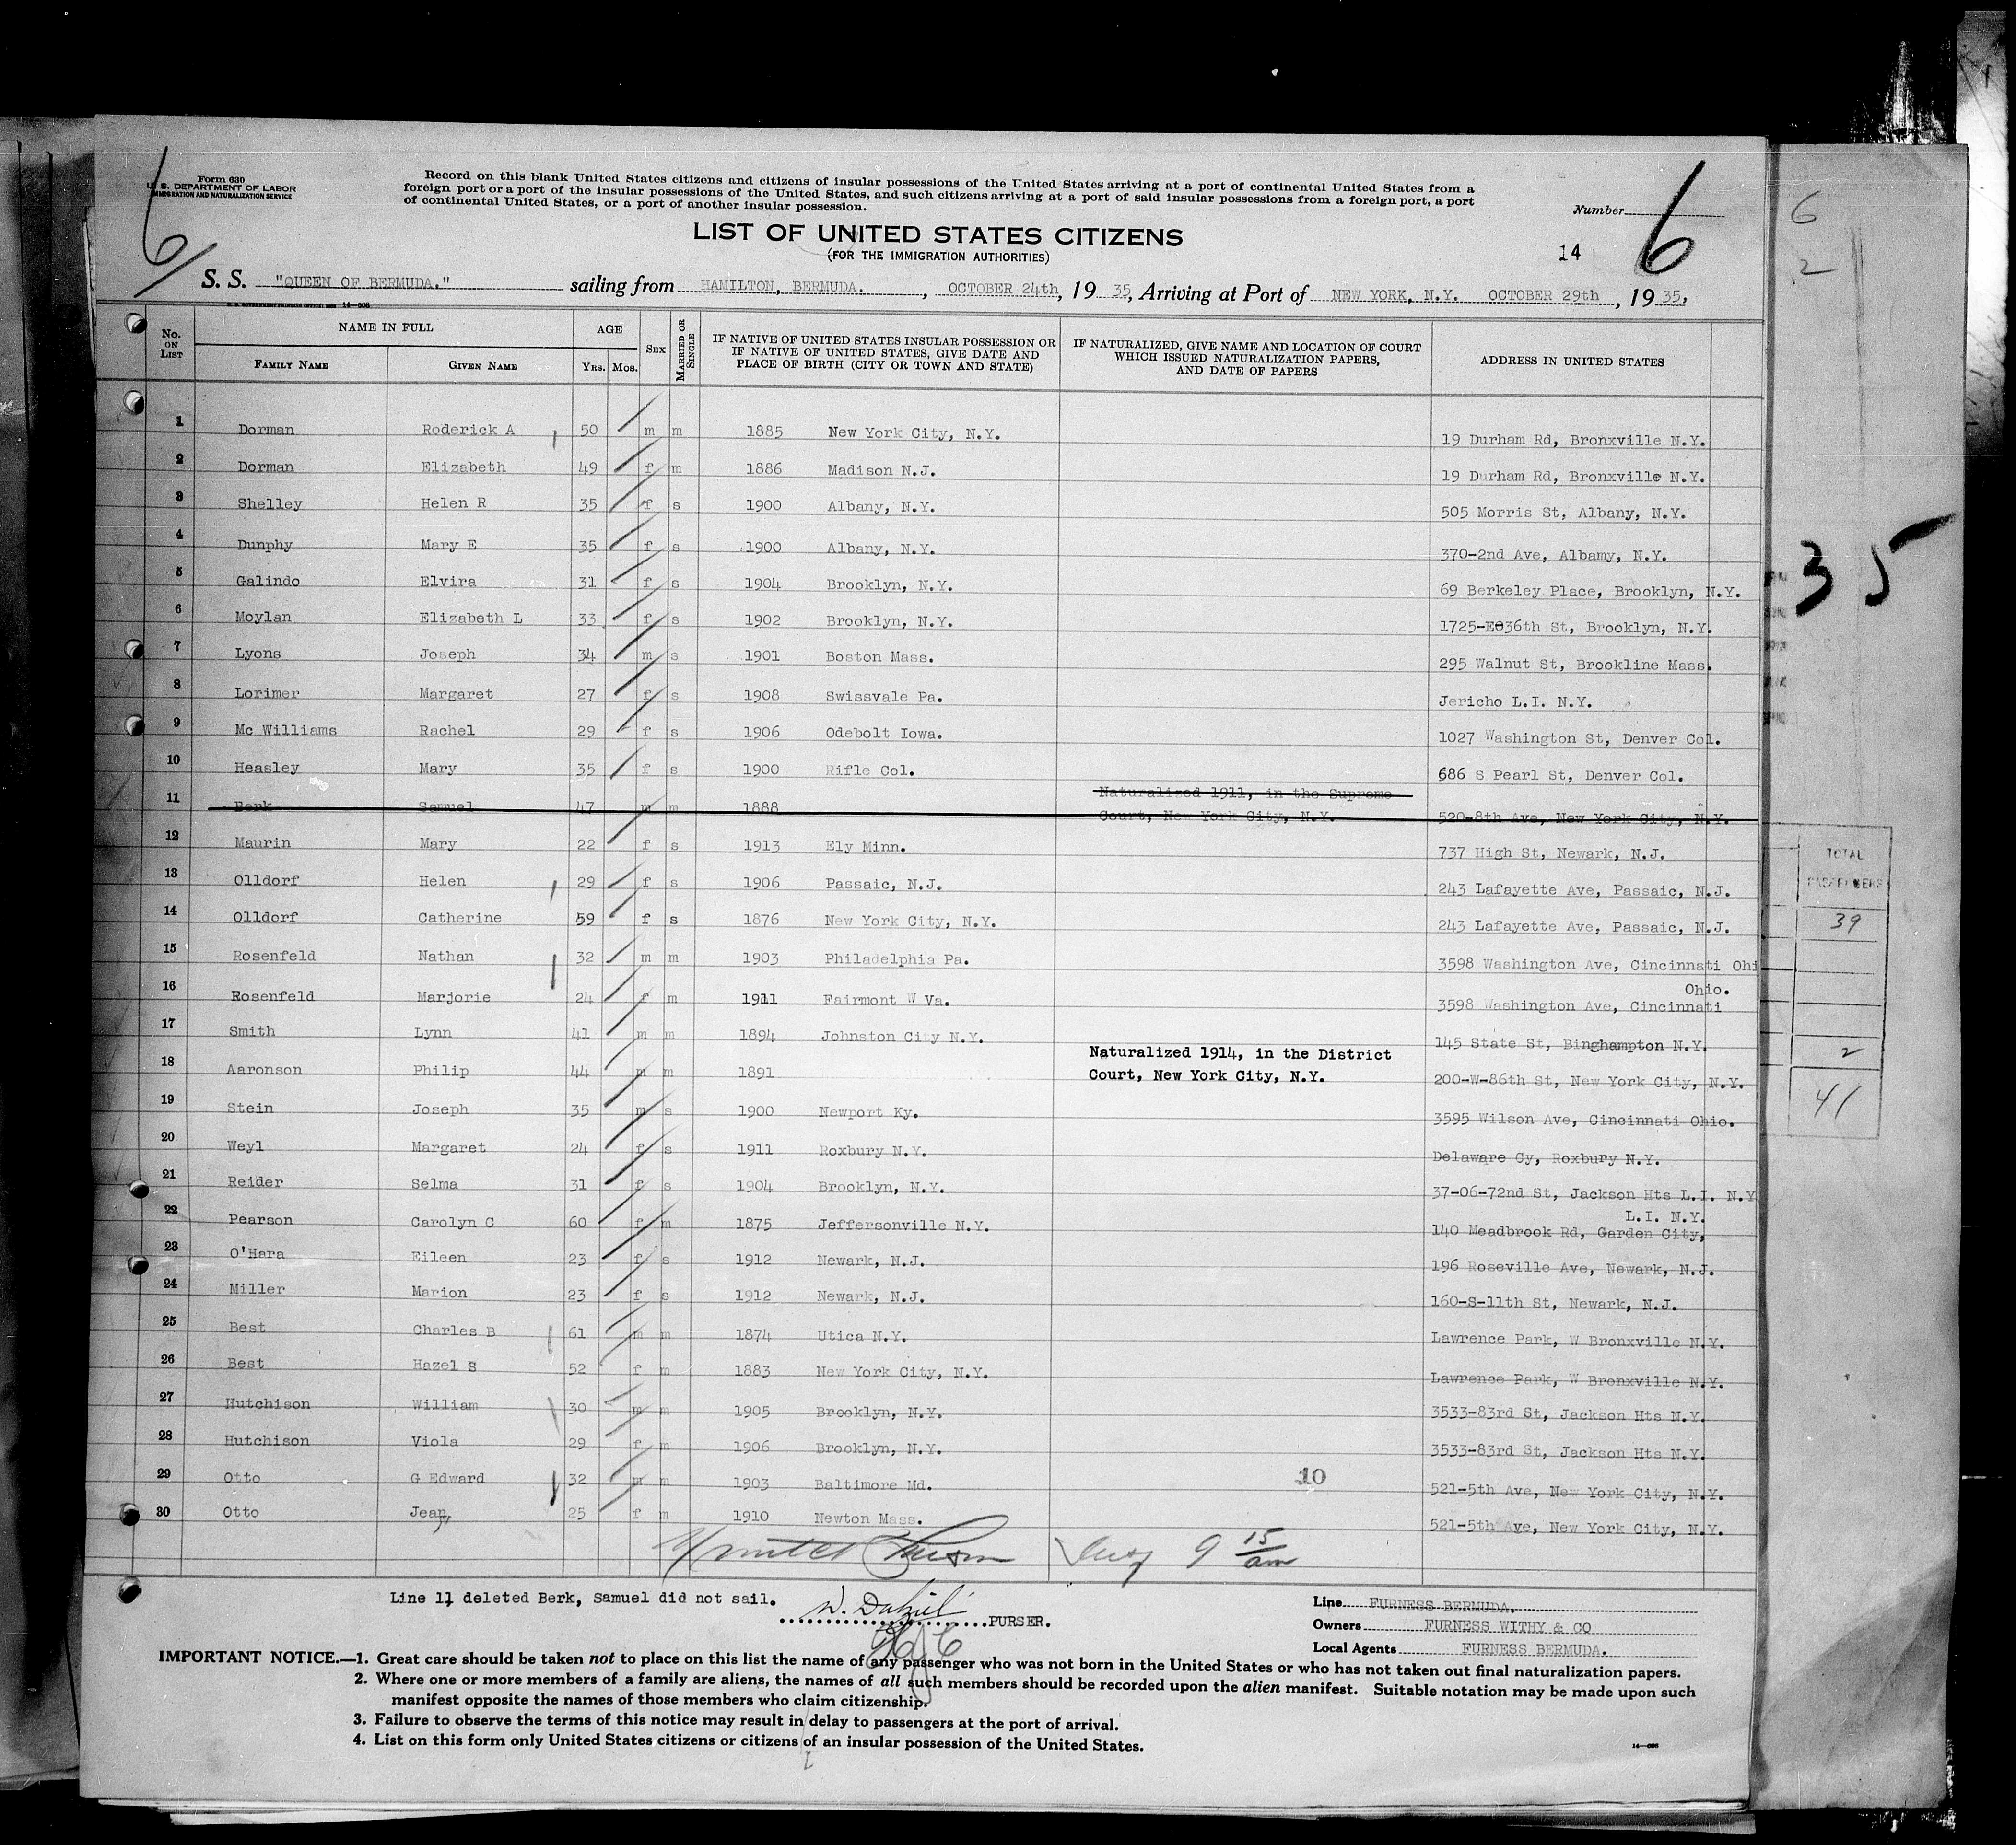 Form 630
U. S. DEPARTMENT OF LABOR
IMMIGRATION AND NATURALIZATION SERVICE
Record on this blank United States citizens and citizens of insular possessions of the United States arriving at a port of continental United States from a
foreign port or a port of the insular possessions of the United States, and such citizens arriving at a port of said insular possessions from a foreign port, a port
of continental United States, or a port of another insular possession.
Number
LIST OF UNITED STATES CITIZENS
(FOR THE IMMIGRATION AUTHORITIES)
14 6
S. S. "QUEEN OF BERMUDA." sailing from HAMILTON, BERMUDA. , OCTOBER 24th, 19 35, Arriving at Port of NEW YORK, N.Y. OCTOBER 29th , 19 35,
No. ON LIST
NAME IN FULL
FAMILY NAME
GIVEN NAME
AGE
YRS. MOS.
SEX
MARRIED OR SINGLE
IF NATIVE OF UNITED STATES INSULAR POSSESSION OR
IF NATIVE OF UNITED STATES, GIVE DATE AND
PLACE OF BIRTH (CITY OR TOWN AND STATE)
IF NATURALIZED, GIVE NAME AND LOCATION OF COURT
WHICH ISSUED NATURALIZATION PAPERS,
AND DATE OF PAPERS
ADDRESS IN UNITED STATES
1 Dorman Roderick A 50 m m 1885 New York City, N.Y. 19 Durham Rd, Bronxville N.Y.
2 Dorman Elizabeth 49 f m 1886 Madison N.J. 19 Durham Rd, Bronxville N.Y.
3 Shelley Helen R 35 f s 1900 Albany, N.Y. 505 Morris St, Albany, N.Y.
4 Dunphy Mary E 35 f s 1900 Albany, N.Y. 370-2nd Ave, Albamy, N.Y.
5 Galindo Elvira 31 f s 1904 Brooklyn, N.Y. 69 Berkeley Place, Brooklyn, N.Y.
6 Moylan Elizabeth L 33 f s 1902 Brooklyn, N.Y. 1725-E036th St, Brooklyn, N.Y.
7 Lyons Joseph 34 m s 1901 Boston Mass. 295 Walnut St, Brookline Mass.
8 Lorimer Margaret 27 f s 1908 Swissvale Pa. Jericho L.I. N.Y.
9 Mc Williams Rachel 29 f s 1906 Odebolt Iowa. 1027 Washington St, Denver Col.
10 Heasley Mary 35 f s 1900 Rifle Col. 686 S Pearl St, Denver Col.
11 Berk Samuel 47 m m 1888 Naturalized 1911, in the Supreme
Court, New York City, N.Y. 520-8th Ave, New York City, N.Y.
12 Maurin Mary 22 f s 1913 Ely Minn. 737 High St, Newark, N.J.
13 Olldorf Helen 29 f s 1906 Passaic, N.J. 243 Lafayette Ave, Passaic, N.J.
14 Olldorf Catherine 59 f s 1876 New York City, N.Y. 243 Lafayette Ave, Passaic, N.J.
15 Rosenfeld Nathan 32 m m 1903 Philadelphia Pa. 3598 Washington Ave, Cincinnati Ohi
Ohio.
16 Rosenfeld Marjorie 24 f m 1911 Fairmont W Va. 3598 Washington Ave, Cincinnati
17 Smith Lynn 41 m m 1894 Johnston City N.Y. 145 State St, Binghampton N.Y.
Naturalized 1914, in the District
18 Aaronson Philip 44 m m 1891 Court, New York City, N.Y. 200-W-86th St, New York City, N.Y.
19 Stein Joseph 35 m s 1900 Newport Ky. 3595 Wilson Ave, Cincinnati Ohio.
20 Weyl Margaret 24 f s 1911 Roxbury N.Y. Delaware Cy, Roxbury N.Y.
21 Reider Selma 31 f s 1904 Brooklyn, N.Y. 37-06-72nd St, Jackson Hts L.I. N.Y
L.I. N.Y.
22 Pearson Carolyn C 60 f m 1875 Jeffersonville N.Y. 140 Meadbrook Rd, Garden City,
23 O'Hara Eileen 23 f s 1912 Newark, N.J. 196 Roseville Ave, Newark, N.J.
24 Miller Marion 23 f s 1912 Newark, N.J. 160-S-11th St, Newark, N.J.
25 Best Charles B 61 m m 1874 Utica N.Y. Lawrence Park, W Bronxville N.Y.
26 Best Hazel S 52 f m 1883 New York City, N.Y. Lawrence Park, W Bronxville N.Y.
27 Hutchison William 30 m m 1905 Brooklyn, N.Y. 3533-83rd St, Jackson Hts N.Y.
28 Hutchison Viola 29 f m 1906 Brooklyn, N.Y. 3533-83rd St, Jackson Hts N.Y.
29 Otto G Edward 32 m m 1903 Baltimore Md. 10 521-5th Ave, New York City, N.Y.
30 Otto Jean 25 f m 1910 Newton Mass. 521-5th Ave, New York City, N.Y.
9 15 am
Line 11 deleted Berk, Samuel did not sail.
PURSER.
Line FURNESS BERMUDA.
Owners FURNESS WITHY & CO
Local Agents FURNESS BERMUDA.
IMPORTANT NOTICE.—1. Great care should be taken not to place on this list the name of any passenger who was not born in the United States or who has not taken out final naturalization papers.
2. Where one or more members of a family are aliens, the names of all such members should be recorded upon the alien manifest. Suitable notation may be made upon such
manifest opposite the names of those members who claim citizenship.
3. Failure to observe the terms of this notice may result in delay to passengers at the port of arrival.
4. List on this form only United States citizens or citizens of an insular possession of the United States.
14—608
6
2
35
TOTAL
PASSENGERS
39
2
41